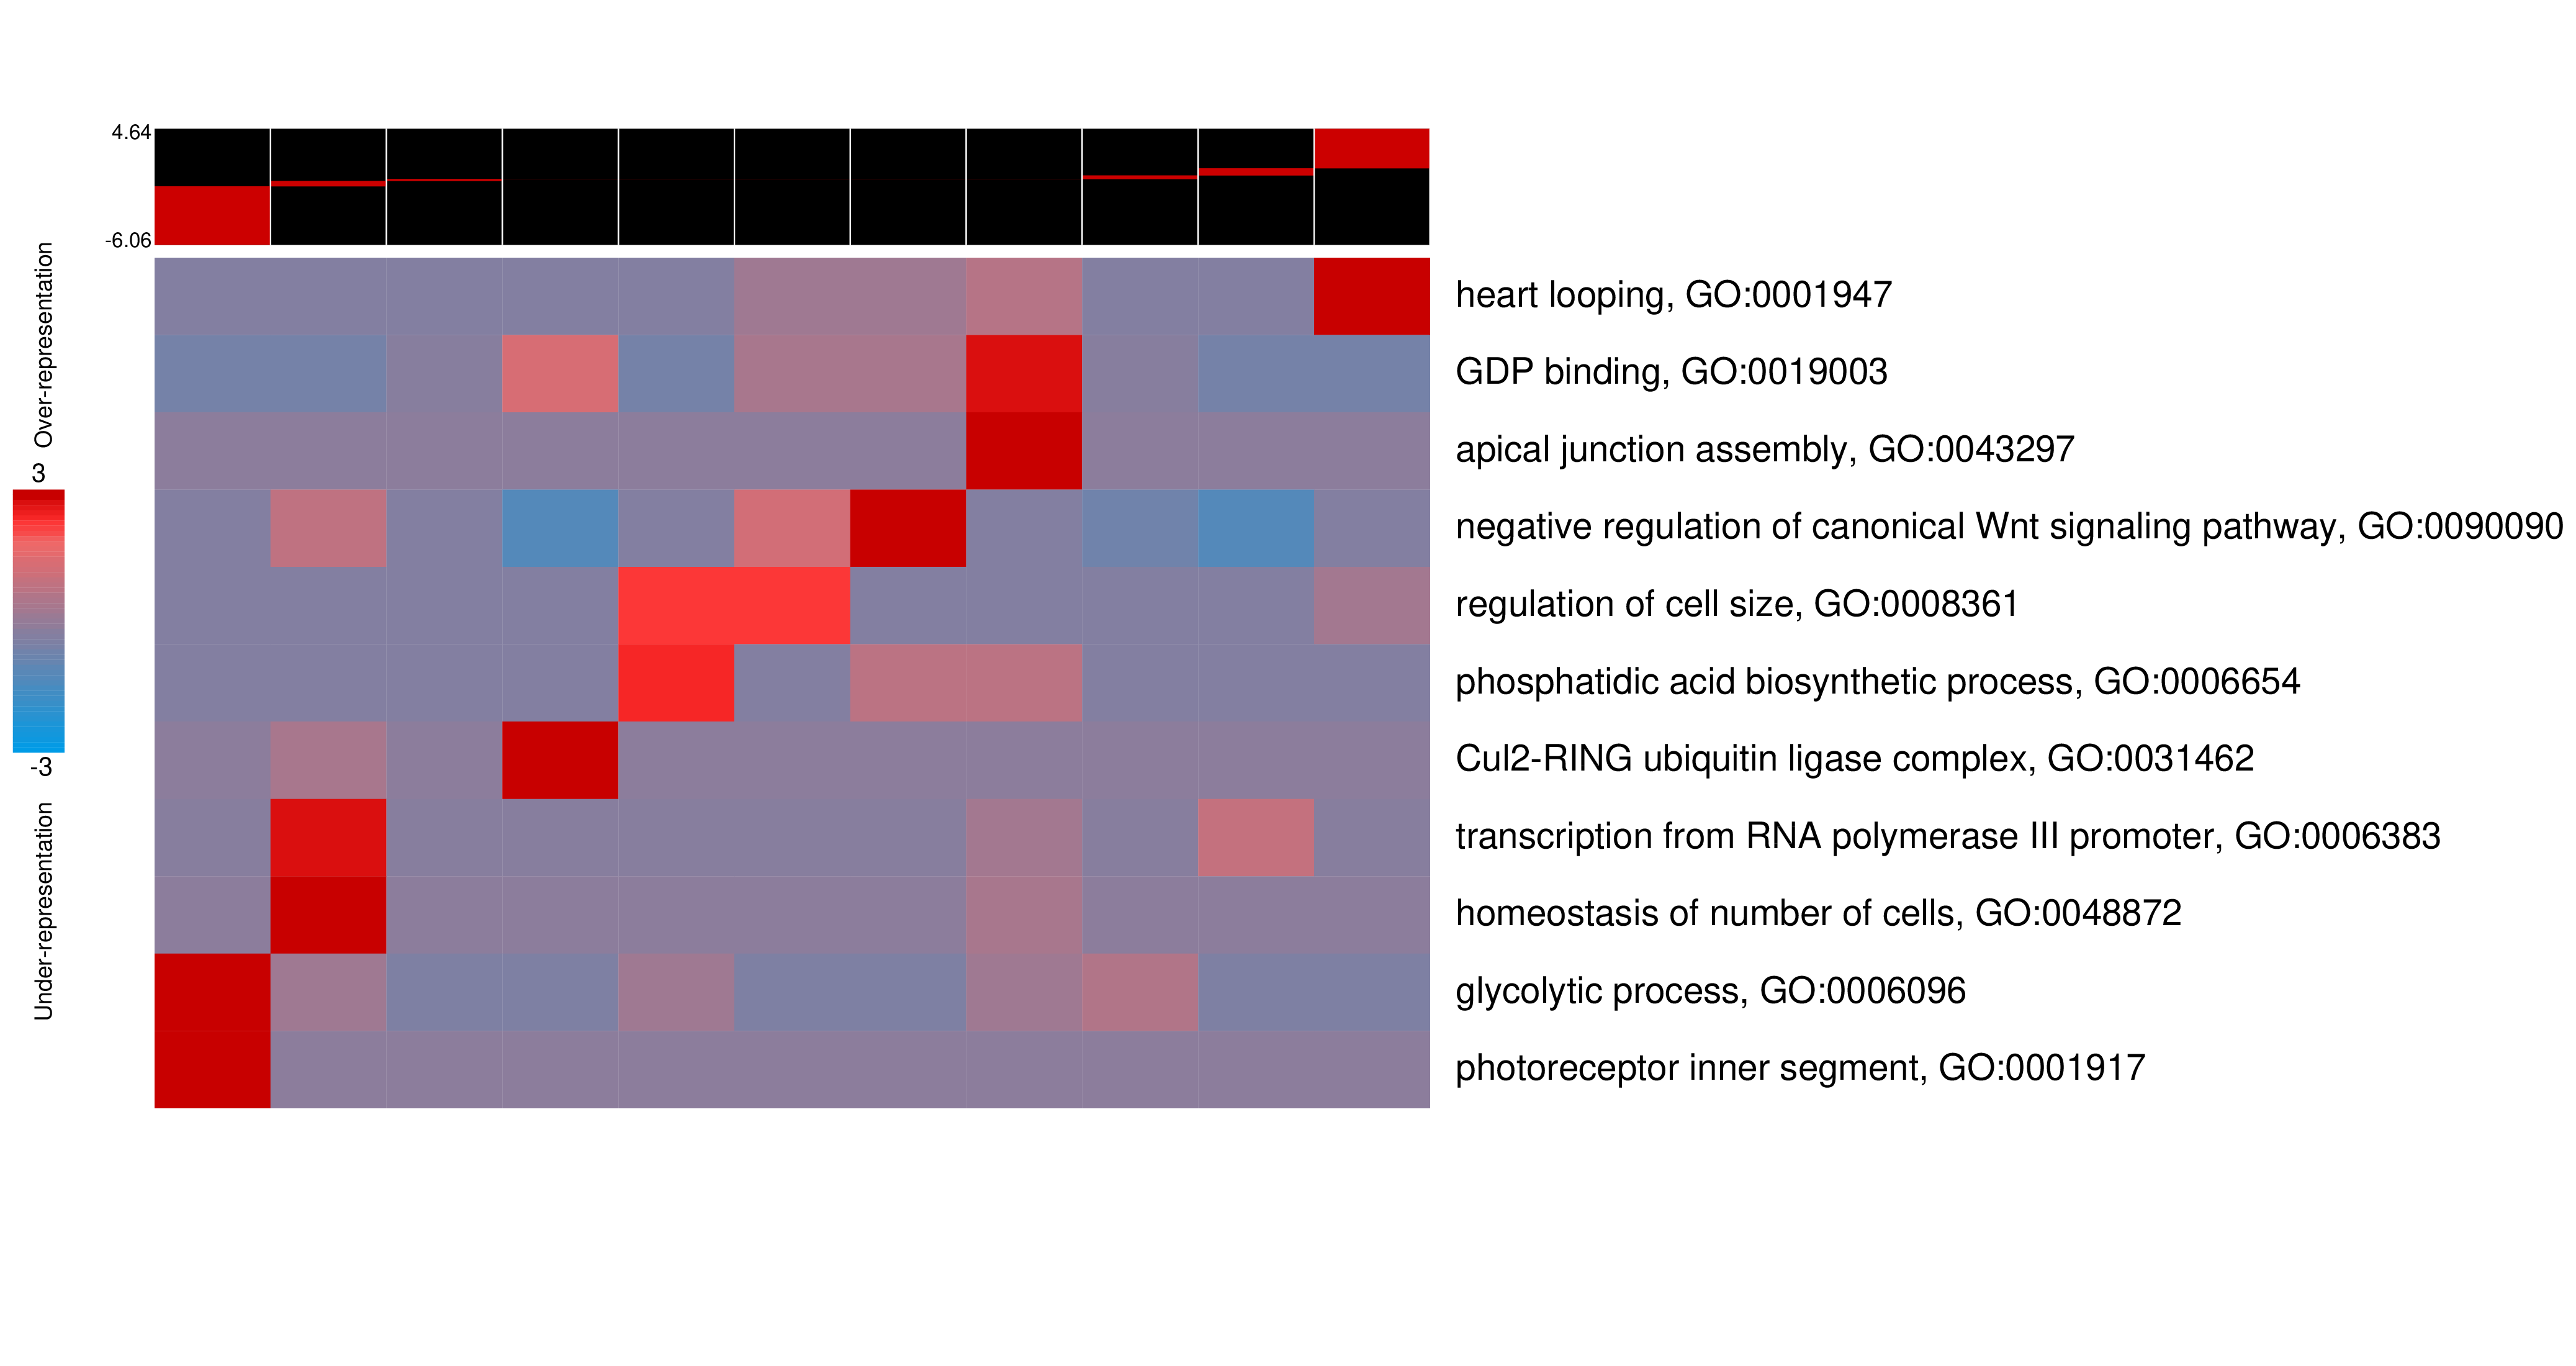 4.64
-6.06
Over-representation
3
-3
Under-representation
heart looping, GO:0001947
GDP binding, GO:0019003
apical junction assembly, GO:0043297
negative regulation of canonical Wnt signaling pathway, GO:0090090
regulation of cell size, GO:0008361
phosphatidic acid biosynthetic process, GO:0006654
Cul2-RING ubiquitin ligase complex, GO:0031462
transcription from RNA polymerase III promoter, GO:0006383
homeostasis of number of cells, GO:0048872
glycolytic process, GO:0006096
photoreceptor inner segment, GO:0001917